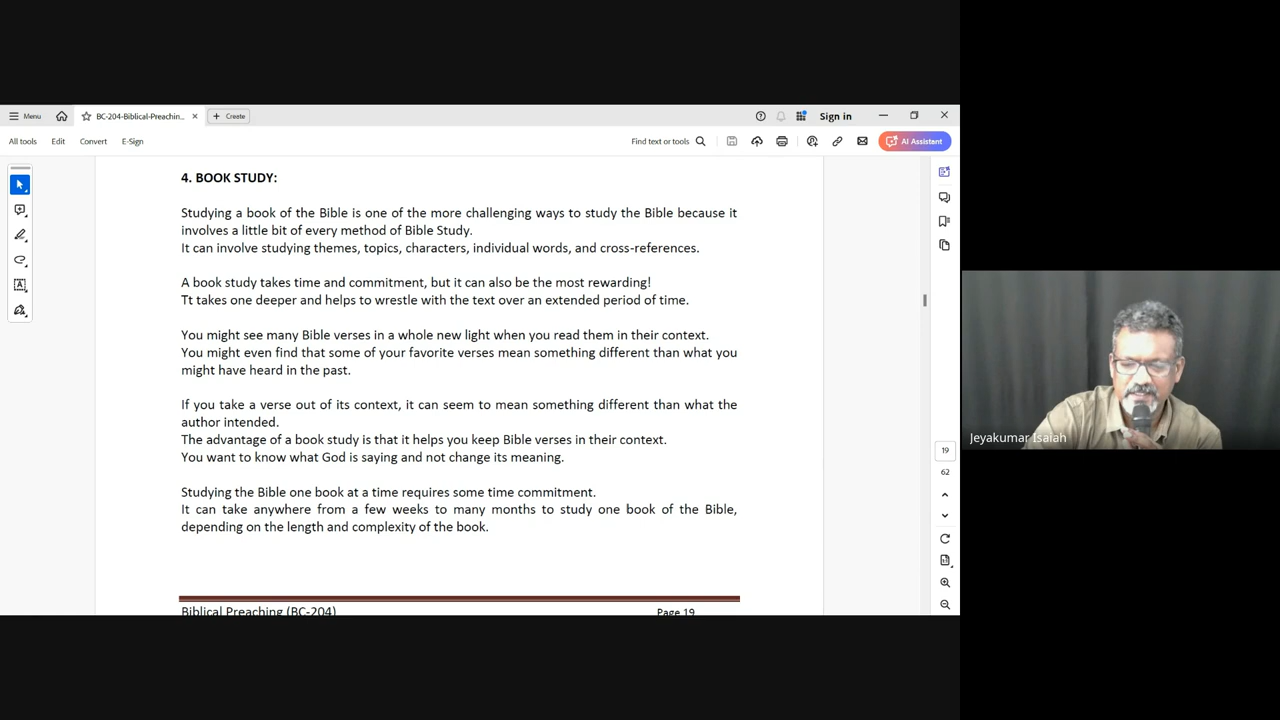 Menu
BC-204-Biblical-Preachin...
Create
Sign in
All tools
Edit
Convert
E-Sign
Find text or tools
AI Assistant
4. BOOK STUDY:
Studying a book of the Bible is one of the more challenging ways to study the Bible because it
involves a little bit of every method of Bible Study.
It can involve studying themes, topics, characters, individual words, and cross-references.
A book study takes time and commitment, but it can also be the most rewarding!
Tt takes one deeper and helps to wrestle with the text over an extended period of time.
You might see many Bible verses in a whole new light when you read them in their context.
You might even find that some of your favorite verses mean something different than what you
might have heard in the past.
If you take a verse out of its context, it can seem to mean something different than what the
author intended.
The advantage of a book study is that it helps you keep Bible verses in their context.
You want to know what God is saying and not change its meaning.
Studying the Bible one book at a time requires some time commitment.
It can take anywhere from a few weeks to many months to study one book of the Bible,
depending on the length and complexity of the book.
Biblical Preaching (BC-204)
Page 19
19
62
Jeyakumar Isaiah